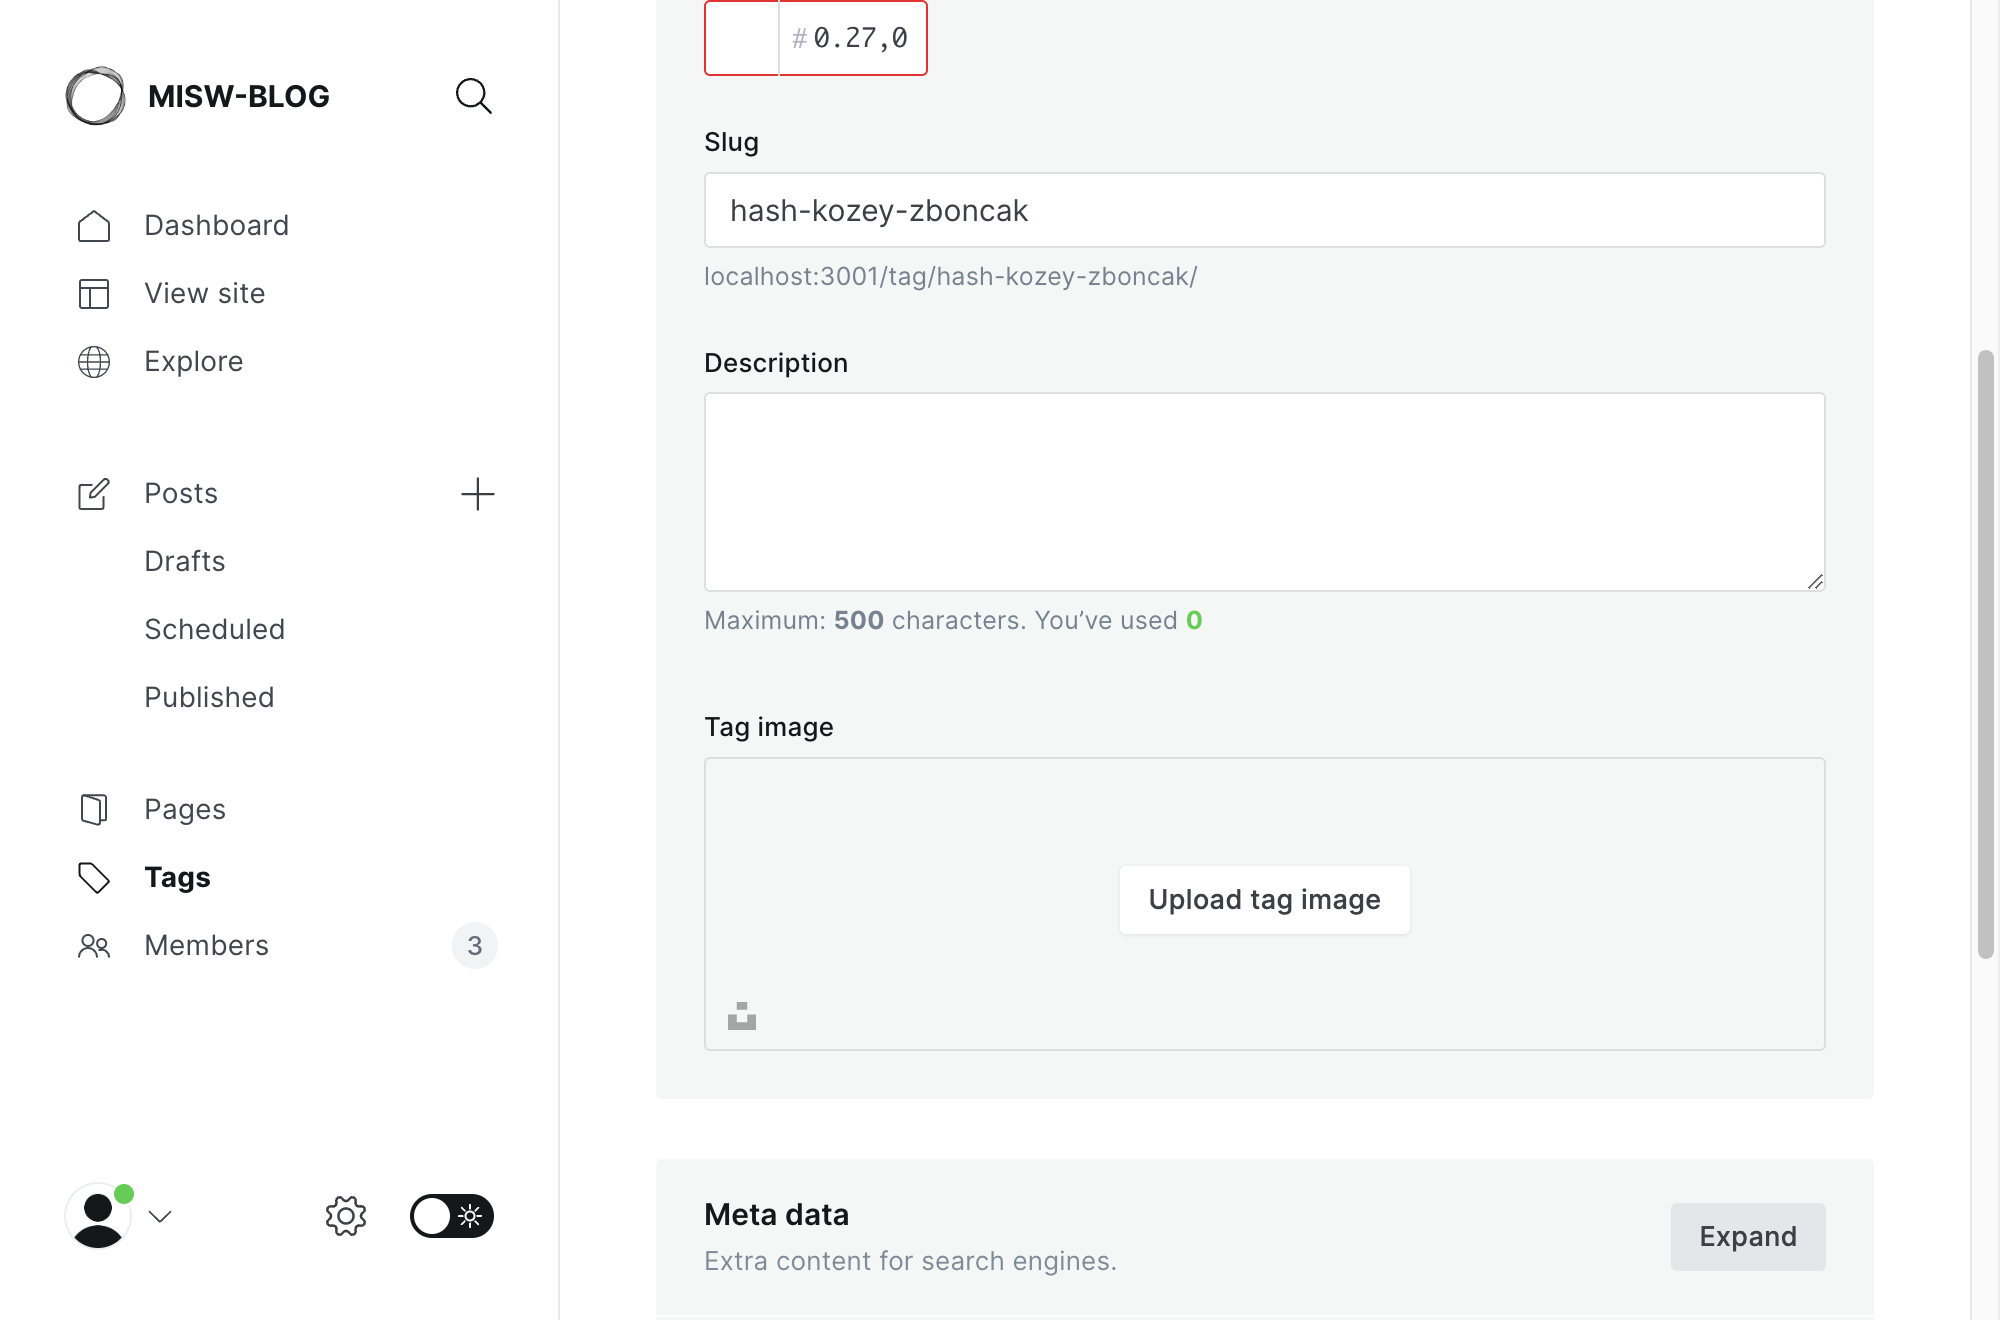 MISW-BLOG
Dashboard
View site
Explore
Posts
Drafts
Scheduled
Published
Pages
Tags
Members 3
#0.27,0
Slug
hash-kozey-zboncak
localhost:3001/tag/hash-kozey-zboncak/
Description
Maximum: 500 characters. You’ve used 0
Tag image
Upload tag image
Meta data
Extra content for search engines.
Expand